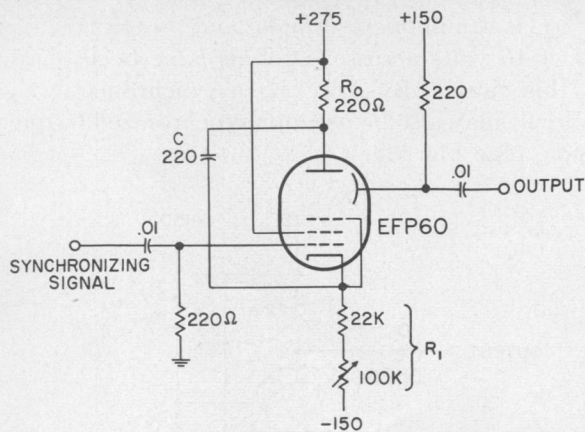 +275
+150
R₀
220Ω
220
C
220
.01
OUTPUT
EFP60
.01
SYNCHRONIZING
SIGNAL
220Ω
22K
R₁
100K
-150